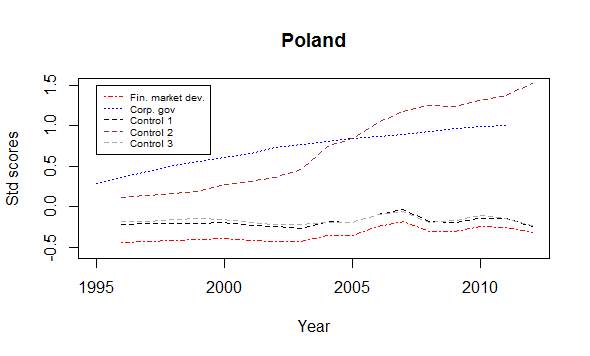 Poland
Fin. market dev.
Corp. gov
Control 1
Control 2
Control 3
Std scores
1.5
1.0
0.5
0.0
-0.5
1995 2000 2005 2010
Year